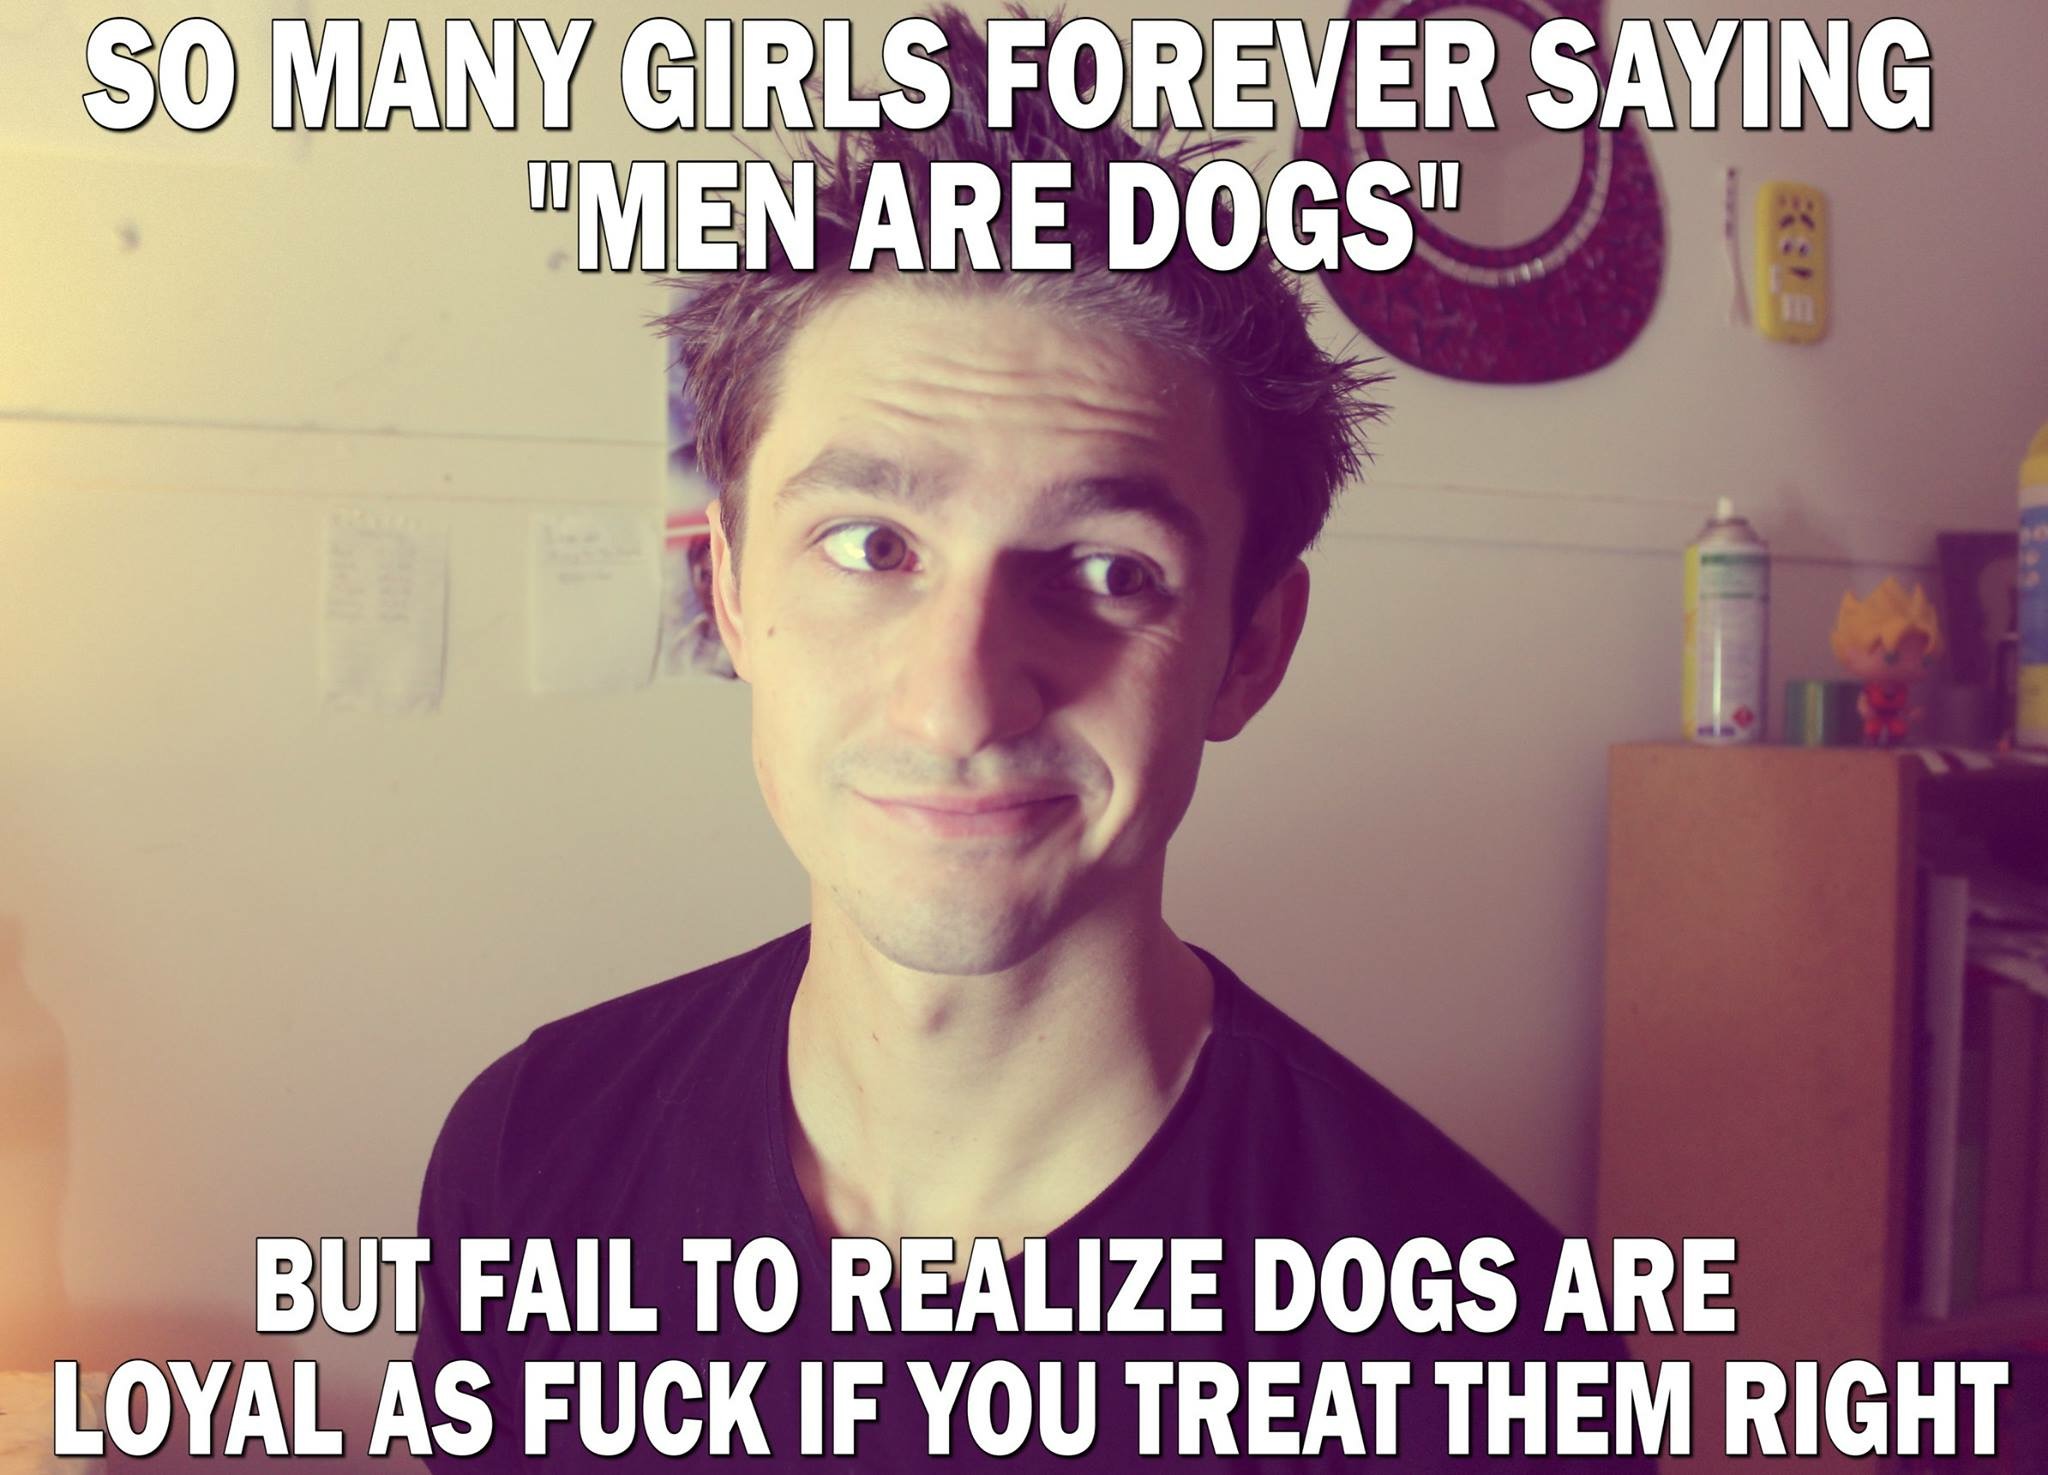 SO MANY GIRLS FOREVER SAYING
"MEN ARE DOGS"
BUT FAIL TO REALIZE DOGS ARE
LOYAL AS FUCK IF YOU TREAT THEM RIGHT